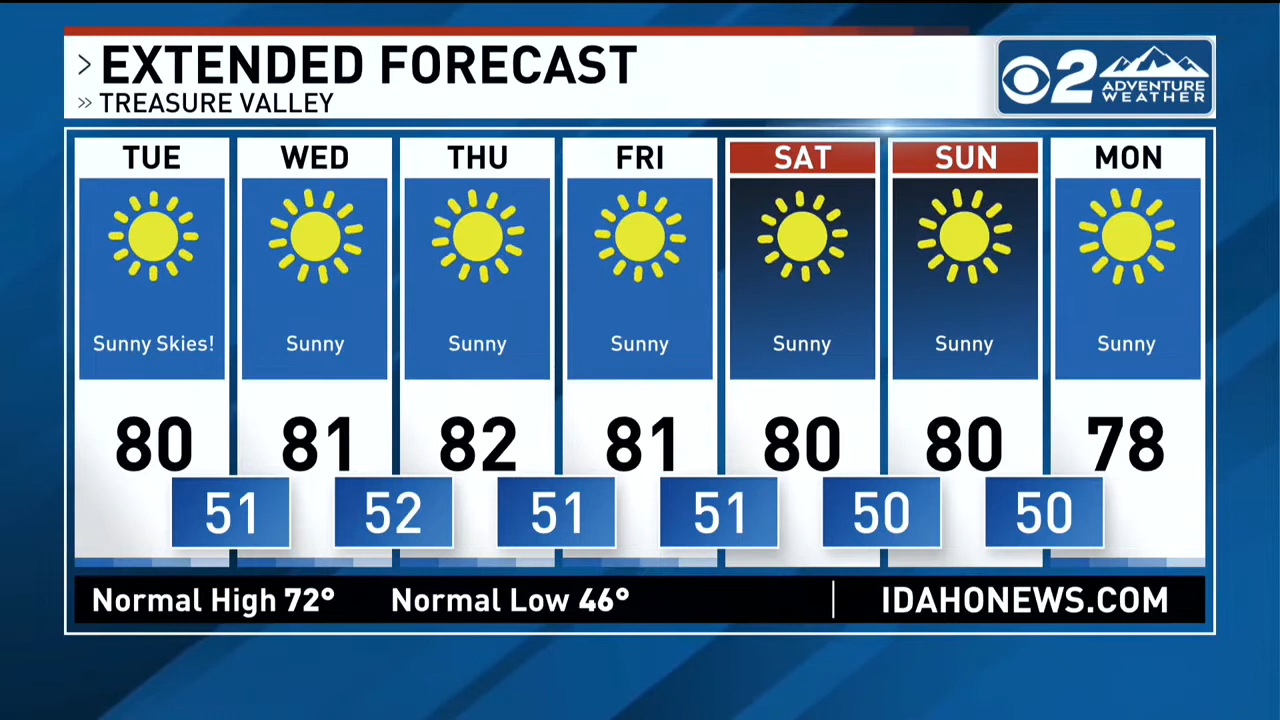 > EXTENDED FORECAST
» TREASURE VALLEY
2 ADVENTURE WEATHER
TUE WED THU FRI SAT SUN MON
Sunny Skies! Sunny Sunny Sunny Sunny Sunny Sunny
80 81 82 81 80 80 78
51 52 51 51 50 50
Normal High 72° Normal Low 46° IDAHONEWS.COM